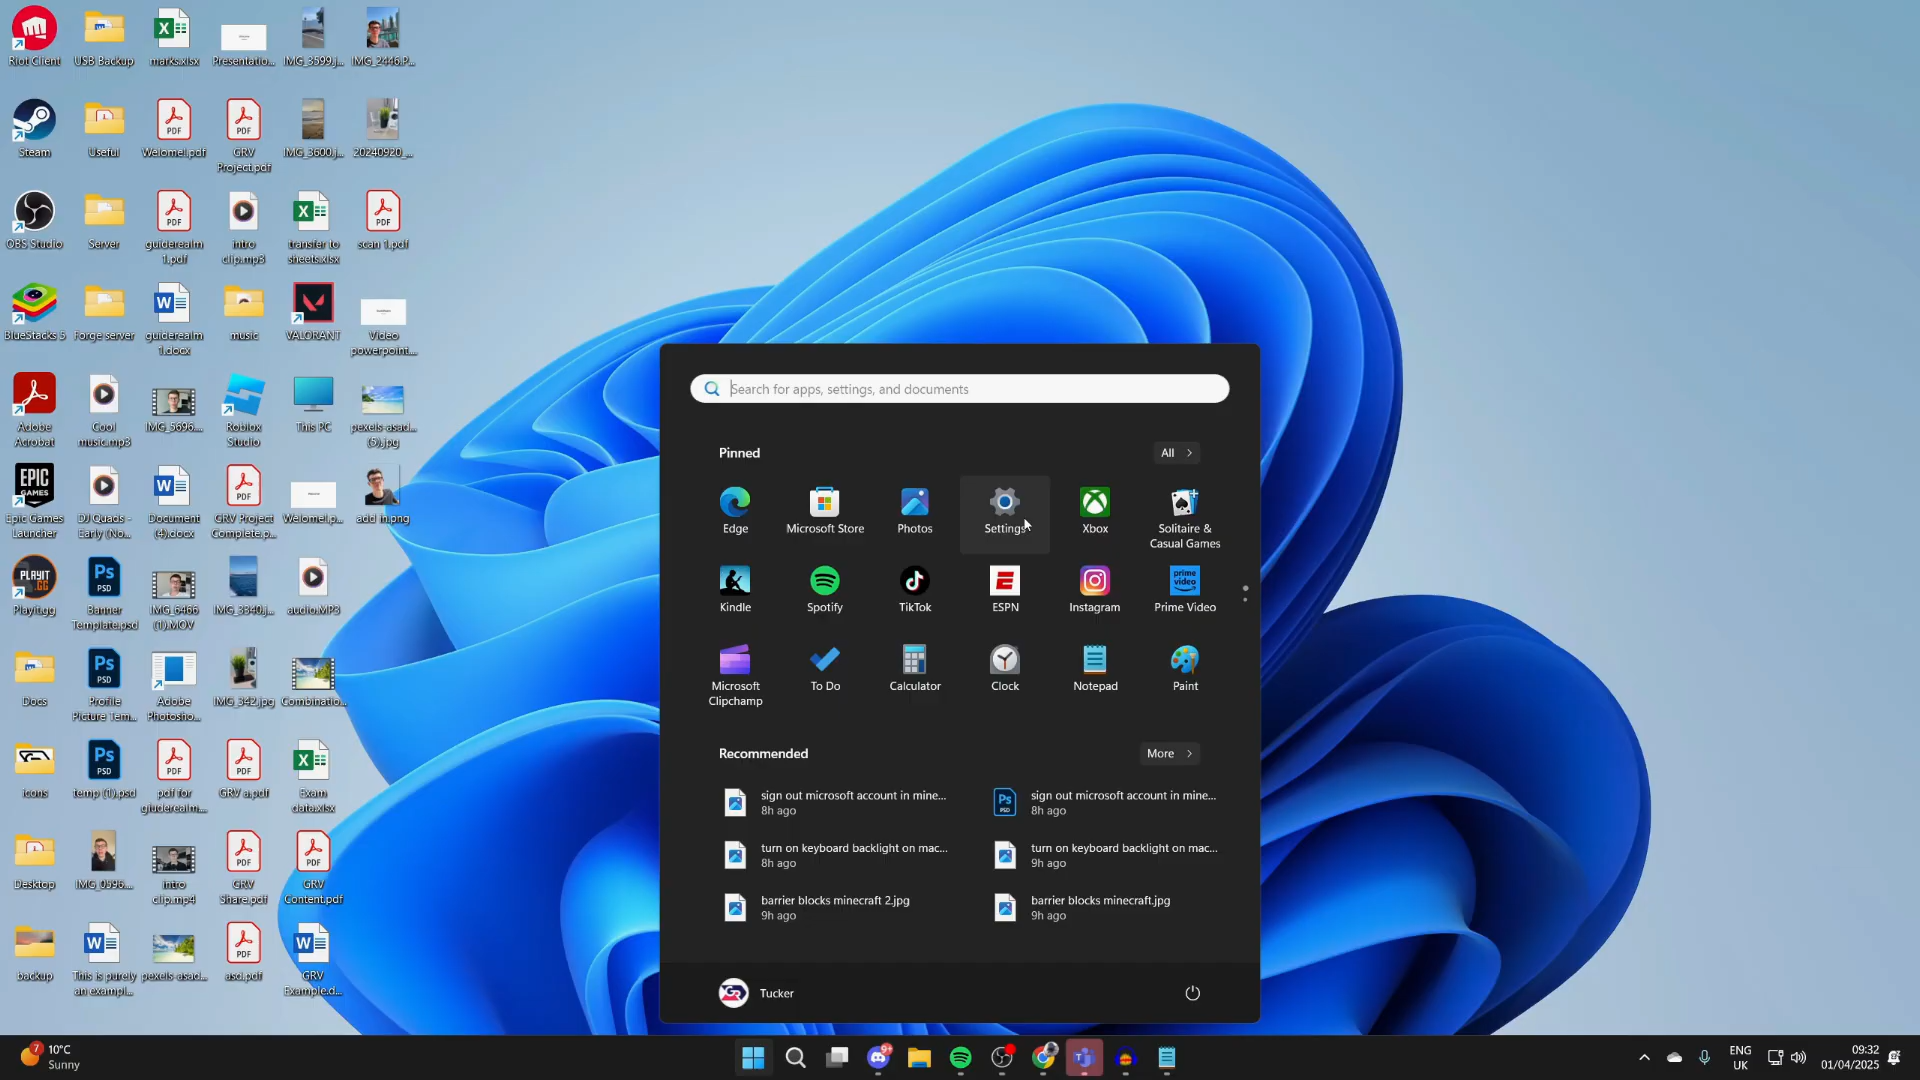 Riot Client
USB Backup
marks.xlsx
Presentatio...
IMG_3599.j...
IMG_2446.P...
Steam
Useful
Welome!.pdf
GRV
Project.pdf
IMG_3600.j...
20240920_...
OBS Studio
Server
guiderealm
1.pdf
intro
clip.mp3
transfer to
sheets.xlsx
scan 1.pdf
BlueStacks 5
Forge server
guiderealm
1.docx
music
VALORANT
Video
powerpoint...
Adobe
Acrobat
Cool
music.mp3
IMG_5696....
Roblox
Studio
This PC
pexels-asad...
(5).jpg
Epic Games
Launcher
DJ Quads -
Early (No...
Document
(4).docx
GRV Project
Complete.p...
Welome!.p...
add in.png
Playit.gg
Banner
Template.psd
IMG_6466
(1).MOV
IMG_3340.j...
audio.MP3
Docs
Profile
Picture Tem...
Adobe
Photosho...
IMG_342.jpg
Combinatio...
icons
temp (1).psd
pdf for
giuderealm...
GRV a.pdf
Exam
data.xlsx
Desktop
IMG_0596....
intro
clip.mp4
GRV
Share.pdf
GRV
Content.pdf
backup
This is purely
an exampl...
pexels-asad...
asd.pdf
GRV
Example.d...
Search for apps, settings, and documents
Pinned
All
Edge
Microsoft Store
Photos
Settings
Xbox
Solitaire &
Casual Games
Kindle
Spotify
TikTok
ESPN
Instagram
prime
video
Prime Video
Microsoft
Clipchamp
To Do
Calculator
Clock
Notepad
Paint
Recommended
More
sign out microsoft account in mine...
8h ago
sign out microsoft account in mine...
8h ago
turn on keyboard backlight on mac...
8h ago
turn on keyboard backlight on mac...
9h ago
barrier blocks minecraft 2.jpg
9h ago
barrier blocks minecraft.jpg
9h ago
Tucker
7
10°C
Sunny
9+
ENG
UK
09:32
01/04/2025